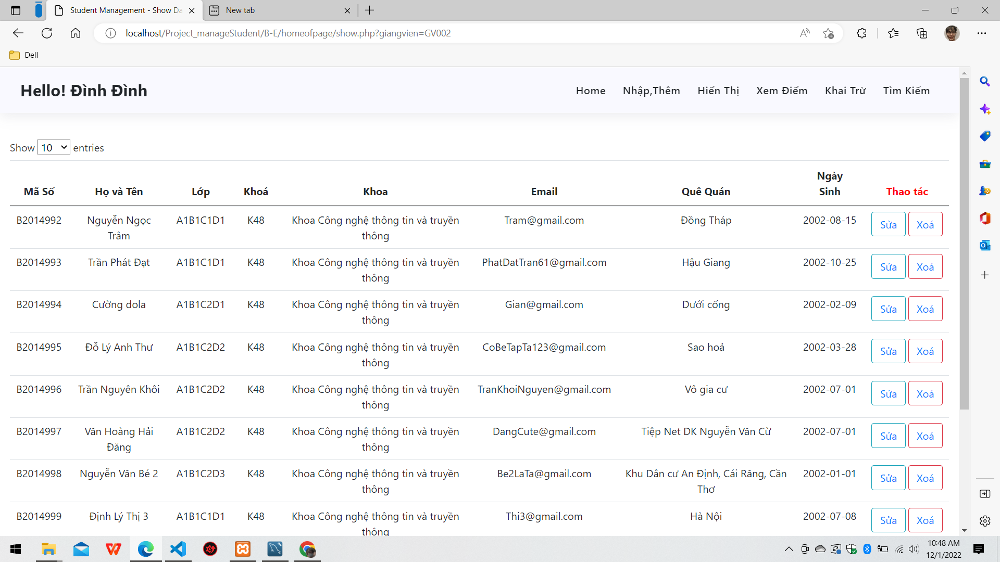 Student Management - Show Da
New tab
localhost/Project_manageStudent/B-E/homeofpage/show.php?giangvien=GV002
Dell
Hello! Đình Đình
Home Nhập,Thêm Hiển Thị Xem Điểm Khai Trừ Tìm Kiếm
Show 10 entries
Mã Số Họ và Tên Lớp Khoá Khoa Email Quê Quán Ngày Sinh Thao tác
B2014992 Nguyễn Ngọc Trâm A1B1C1D1 K48 Khoa Công nghệ thông tin và truyền thông Tram@gmail.com Đồng Tháp 2002-08-15 Sửa Xoá
B2014993 Trần Phát Đạt A1B1C1D1 K48 Khoa Công nghệ thông tin và truyền thông PhatDatTran61@gmail.com Hậu Giang 2002-10-25 Sửa Xoá
B2014994 Cường dola A1B1C2D1 K48 Khoa Công nghệ thông tin và truyền thông Gian@gmail.com Dưới cống 2002-02-09 Sửa Xoá
B2014995 Đỗ Lý Anh Thư A1B1C2D2 K48 Khoa Công nghệ thông tin và truyền thông CoBeTapTa123@gmail.com Sao hoả 2002-03-28 Sửa Xoá
B2014996 Trần Nguyên Khôi A1B1C2D2 K48 Khoa Công nghệ thông tin và truyền thông TranKhoiNguyen@gmail.com Vô gia cư 2002-07-01 Sửa Xoá
B2014997 Văn Hoàng Hải Đăng A1B1C2D2 K48 Khoa Công nghệ thông tin và truyền thông DangCute@gmail.com Tiệp Net DK Nguyễn Văn Cừ 2002-07-01 Sửa Xoá
B2014998 Nguyễn Văn Bé 2 A1B1C2D3 K48 Khoa Công nghệ thông tin và truyền thông Be2LaTa@gmail.com Khu Dân cư An Định, Cái Răng, Cần Thơ 2002-01-01 Sửa Xoá
B2014999 Định Lý Thị 3 A1B1C1D1 K48 Khoa Công nghệ thông tin và truyền thông Thi3@gmail.com Hà Nội 2002-07-08 Sửa Xoá
10:48 AM
12/1/2022